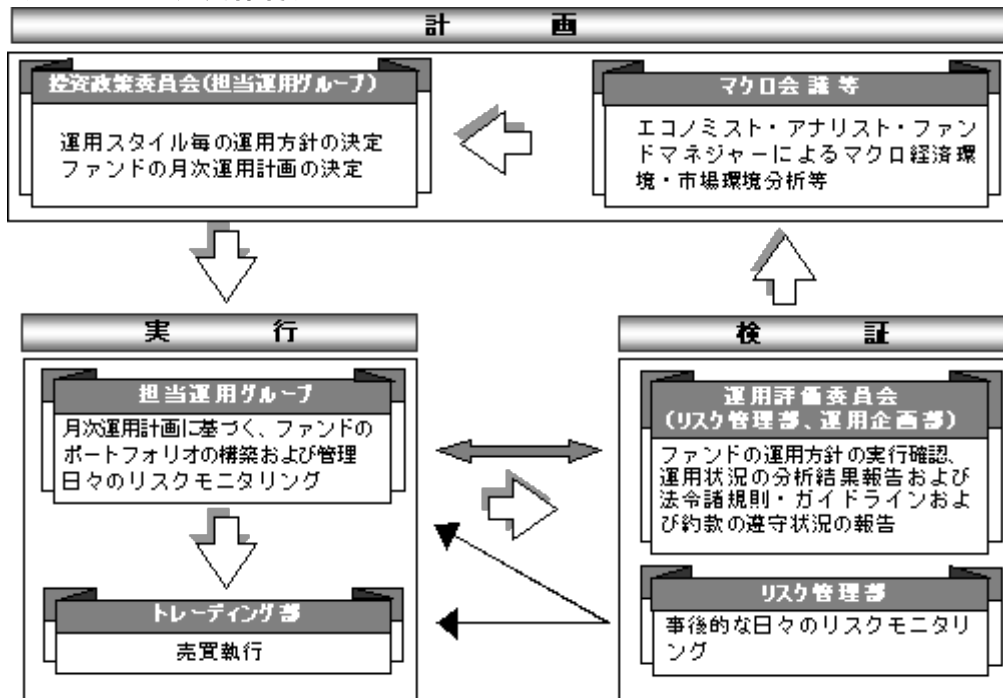 計画
投資政策委員会(担当運用グループ)
運用スタイル毎の運用方針の決定
ファンドの月次運用計画の決定
マクロ会議等
エコノミスト・アナリスト・ファン
ドマネジャーによるマクロ経済環
境・市場環境分析等
実行
担当運用グループ
月次運用計画に基づく、ファンドの
ポートフォリオの構築および管理
日々のリスクモニタリング
トレーディング部
売買執行
検証
運用評価委員会
(リスク管理部、運用企画部)
ファンドの運用方針の実行確認、
運用状況の分析結果報告および
法令諸規則・ガイドラインおよ
び約款の遵守状況の報告
リスク管理部
事後的な日々のリスクモニタリ
ング